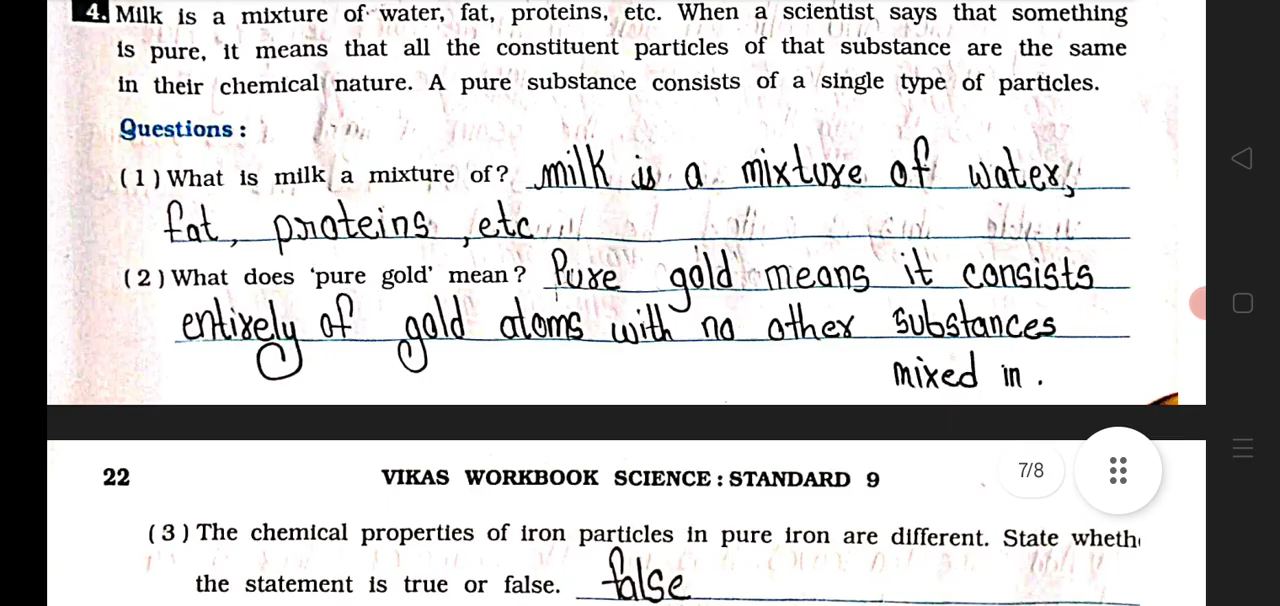 4. Milk is a mixture of water, fat, proteins, etc. When a scientist says that something
is pure, it means that all the constituent particles of that substance are the same
in their chemical nature. A pure substance consists of a single type of particles.
Questions :
(1) What is milk a mixture of? milk is a mixture of water,
fat, proteins, etc
(2) What does 'pure gold' mean? Pure gold means it consists
entirely of gold atoms with no other substances
mixed in.
22 VIKAS WORKBOOK SCIENCE : STANDARD 9 7/8
(3) The chemical properties of iron particles in pure iron are different. State wheth
the statement is true or false. false